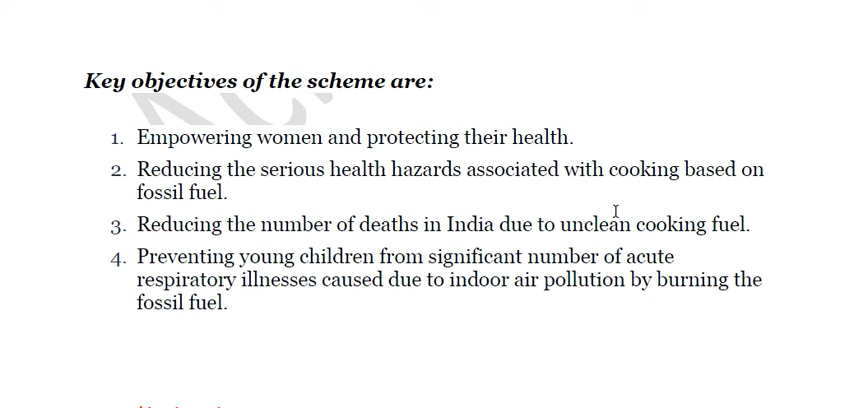 Key objectives of the scheme are:
1. Empowering women and protecting their health.
2. Reducing the serious health hazards associated with cooking based on
fossil fuel.
3. Reducing the number of deaths in India due to unclean cooking fuel.
4. Preventing young children from significant number of acute
respiratory illnesses caused due to indoor air pollution by burning the
fossil fuel.